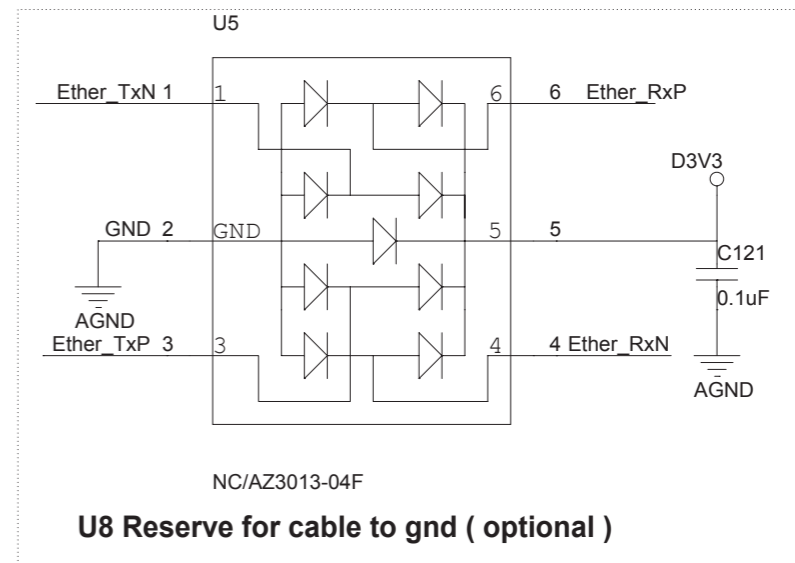 U5
Ether_TxN 1
1
6
6 Ether_RxP
D3V3
GND 2
GND
5
5
C121
0.1uF
AGND
Ether_TxP 3
3
4
4 Ether_RxN
AGND
NC/AZ3013-04F
U8 Reserve for cable to gnd ( optional )